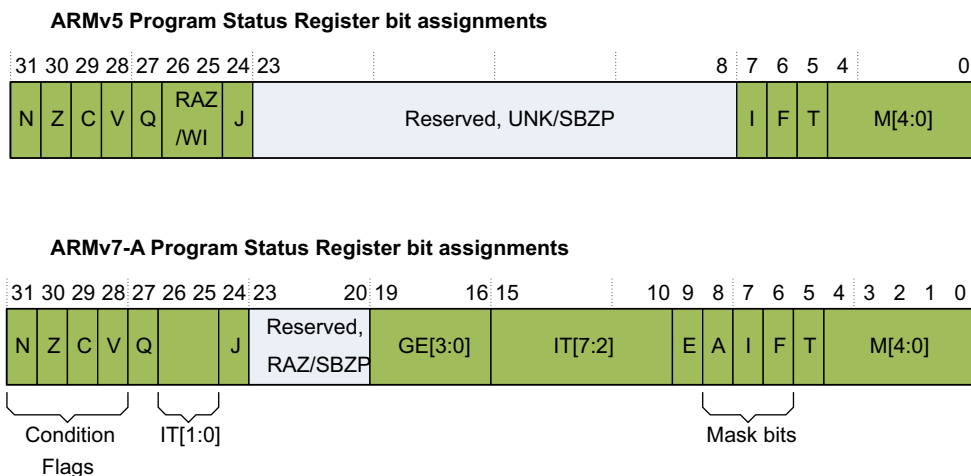 ARMv5 Program Status Register bit assignments
31 30 29 28 27 26 25 24 23 8 7 6 5 4 0
N Z C V Q RAZ /WI J Reserved, UNK/SBZP I F T M[4:0]
ARMv7-A Program Status Register bit assignments
31 30 29 28 27 26 25 24 23 20 19 16 15 10 9 8 7 6 5 4 3 2 1 0
N Z C V Q J Reserved, RAZ/SBZP GE[3:0] IT[7:2] E A I F T M[4:0]
Condition Flags IT[1:0] Mask bits